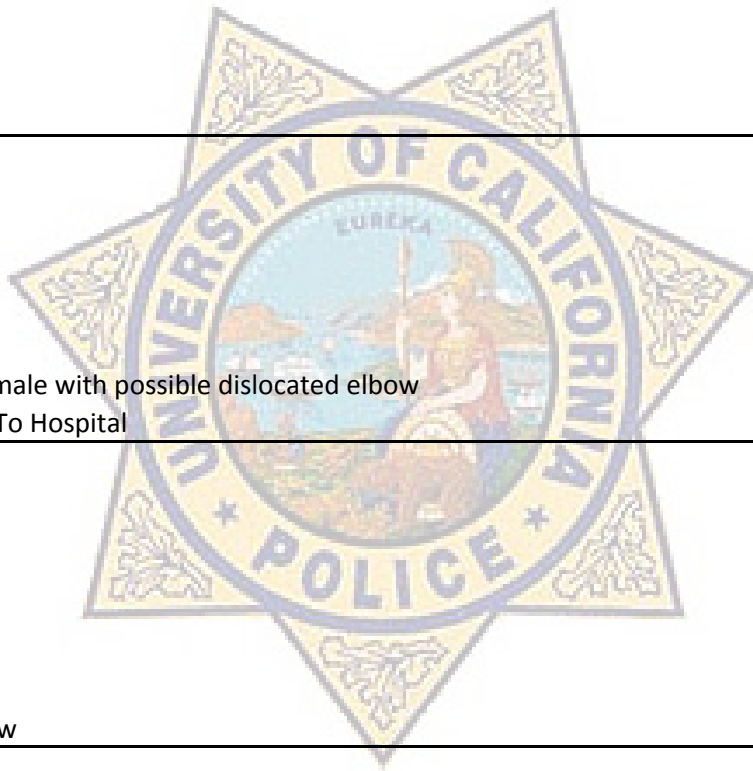 UNIVERSITY OF CALIFORNIA
EUREKA
male with possible dislocated elbow
To Hospital
POLICE